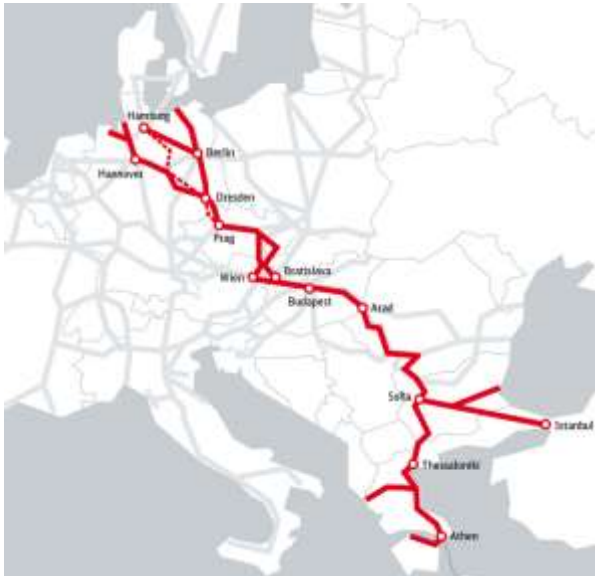 Hamburg
Berlin
Hannover
Dresden
Prag
Wien
Bratislava
Budapest
Arad
Sofia
Istanbul
Thessaloniki
Athen